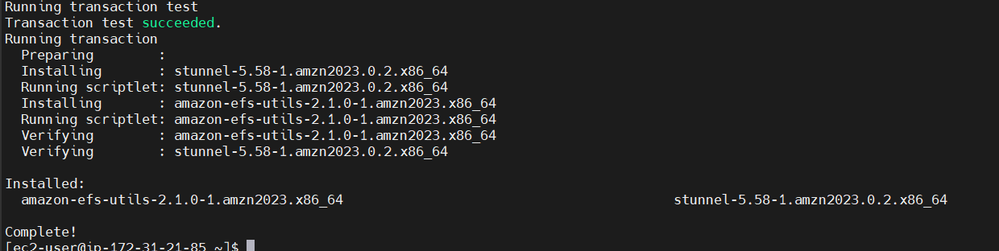 Running transaction test
Transaction test succeeded.
Running transaction
  Preparing        :
  Installing       : stunnel-5.58-1.amzn2023.0.2.x86_64
  Running scriptlet: stunnel-5.58-1.amzn2023.0.2.x86_64
  Installing       : amazon-efs-utils-2.1.0-1.amzn2023.x86_64
  Running scriptlet: amazon-efs-utils-2.1.0-1.amzn2023.x86_64
  Verifying        : amazon-efs-utils-2.1.0-1.amzn2023.x86_64
  Verifying        : stunnel-5.58-1.amzn2023.0.2.x86_64

Installed:
  amazon-efs-utils-2.1.0-1.amzn2023.x86_64                                         stunnel-5.58-1.amzn2023.0.2.x86_64

Complete!
[ec2-user@ip-172-31-21-85 ~]$